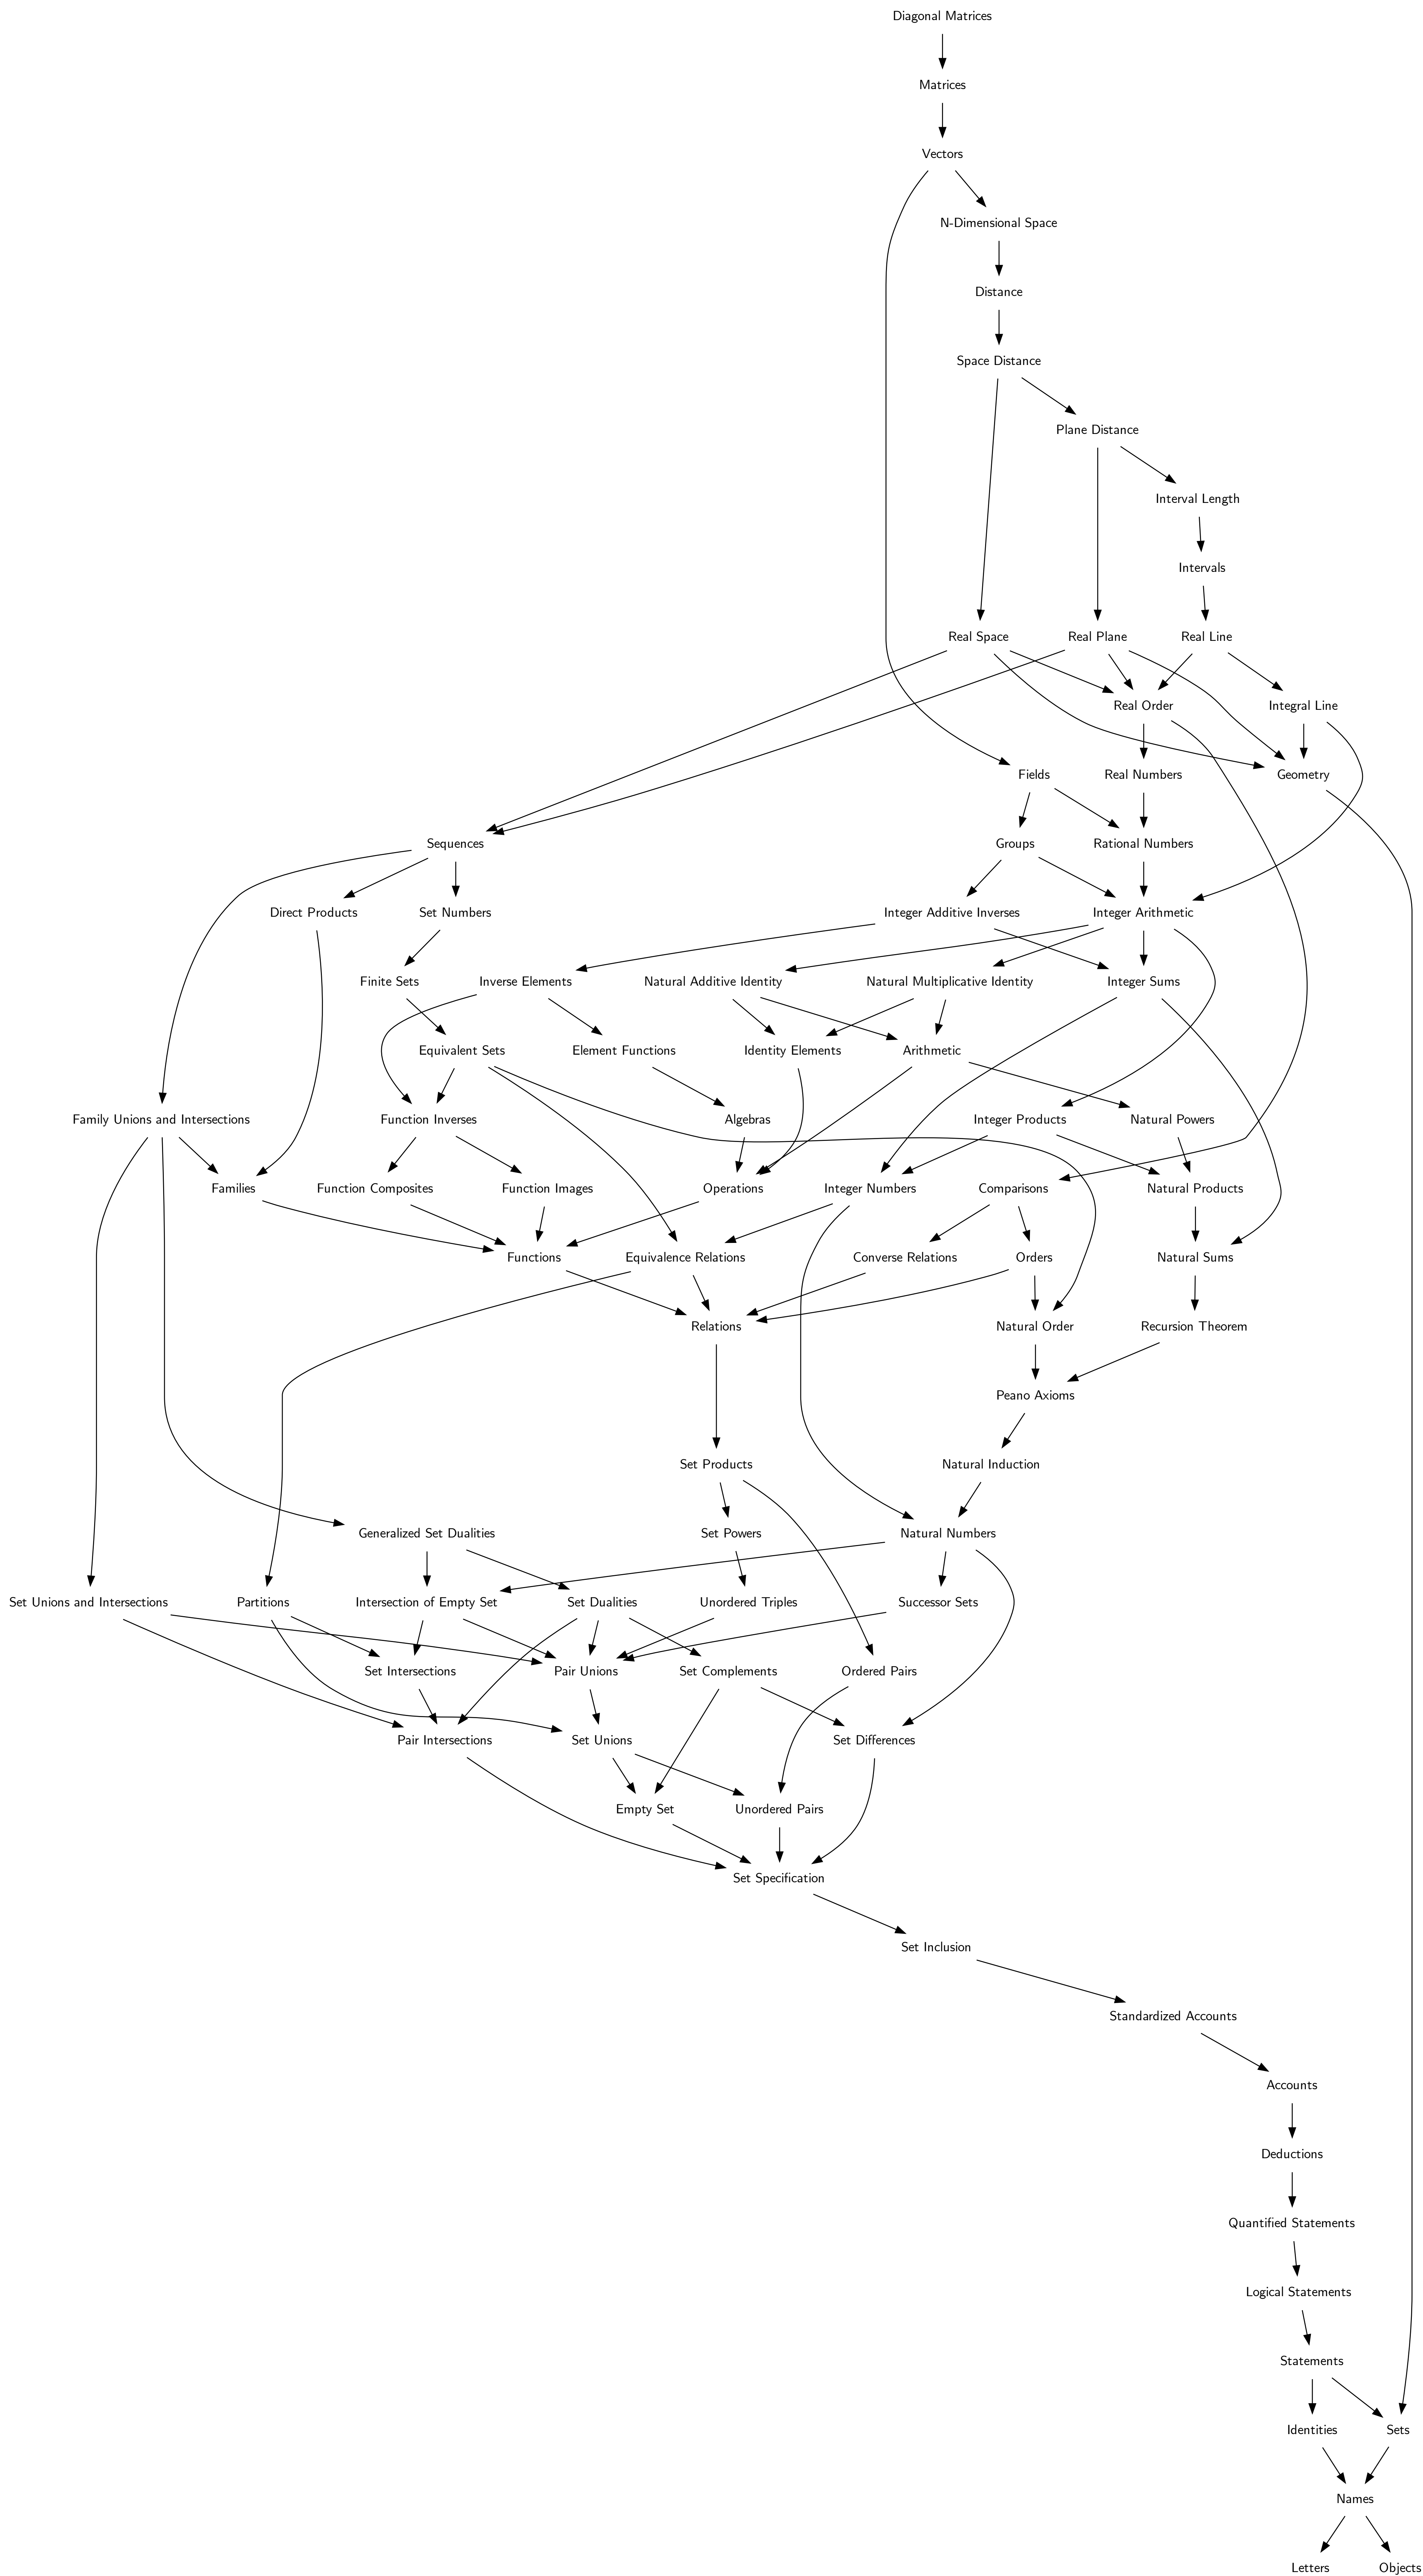 Diagonal Matrices
Matrices
Vectors
N-Dimensional Space
Distance
Space Distance
Plane Distance
Interval Length
Intervals
Real Space
Real Plane
Real Line
Real Order
Integral Line
Fields
Real Numbers
Geometry
Sequences
Groups
Rational Numbers
Direct Products
Set Numbers
Integer Additive Inverses
Integer Arithmetic
Finite Sets
Inverse Elements
Natural Additive Identity
Natural Multiplicative Identity
Integer Sums
Equivalent Sets
Element Functions
Identity Elements
Arithmetic
Family Unions and Intersections
Function Inverses
Algebras
Integer Products
Natural Powers
Families
Function Composites
Function Images
Operations
Integer Numbers
Comparisons
Natural Products
Functions
Equivalence Relations
Converse Relations
Orders
Natural Sums
Relations
Natural Order
Recursion Theorem
Peano Axioms
Set Products
Natural Induction
Generalized Set Dualities
Set Powers
Natural Numbers
Set Unions and Intersections
Partitions
Intersection of Empty Set
Set Dualities
Unordered Triples
Successor Sets
Set Intersections
Pair Unions
Set Complements
Ordered Pairs
Pair Intersections
Set Unions
Set Differences
Empty Set
Unordered Pairs
Set Specification
Set Inclusion
Standardized Accounts
Accounts
Deductions
Quantified Statements
Logical Statements
Statements
Identities
Sets
Names
Letters
Objects